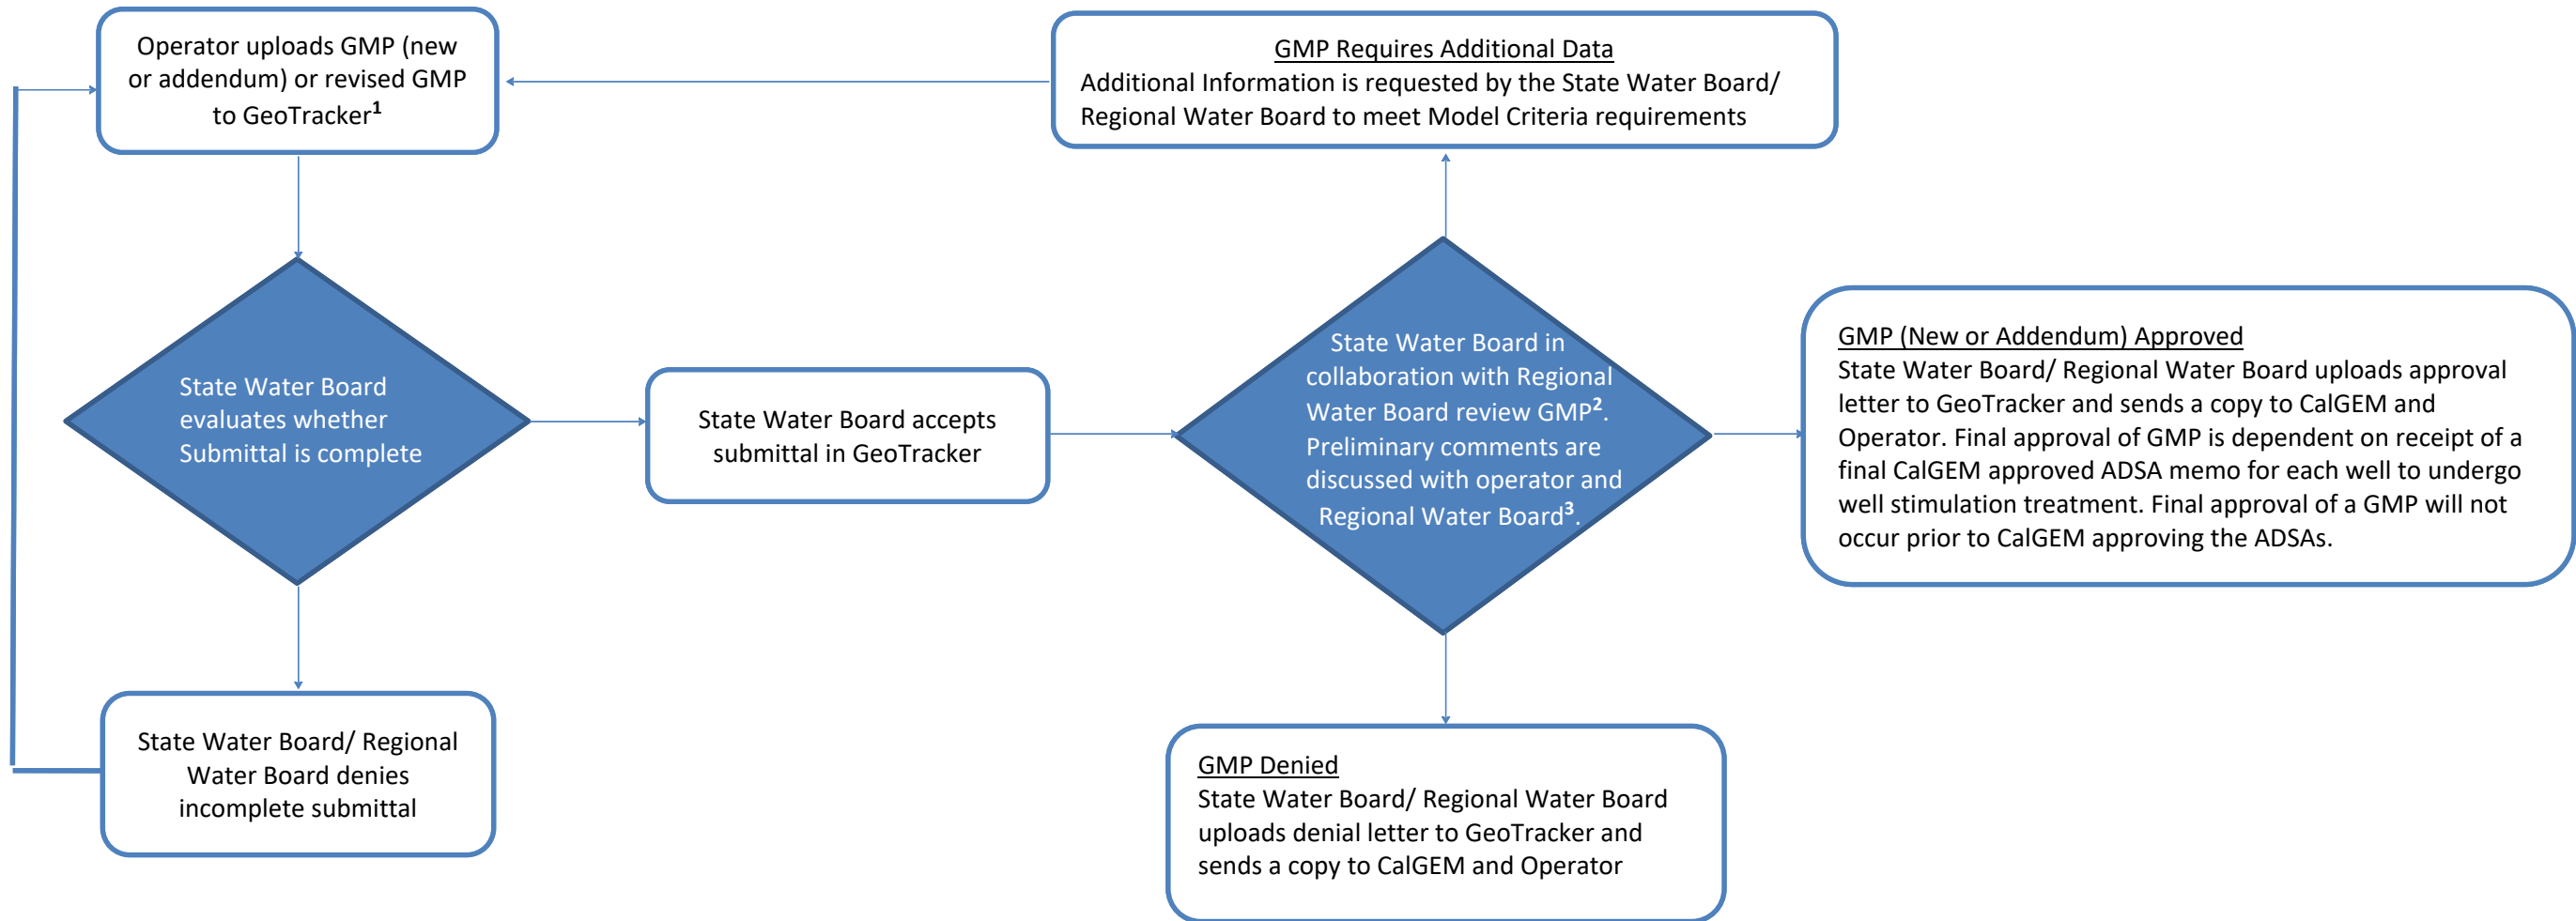 Operator uploads GMP (new
or addendum) or revised GMP
to GeoTracker¹
GMP Requires Additional Data
Additional Information is requested by the State Water Board/
Regional Water Board to meet Model Criteria requirements
State Water Board
evaluates whether
Submittal is complete
State Water Board accepts
submittal in GeoTracker
State Water Board in
collaboration with Regional
Water Board review GMP².
Preliminary comments are
discussed with operator and
Regional Water Board³.
GMP (New or Addendum) Approved
State Water Board/ Regional Water Board uploads approval
letter to GeoTracker and sends a copy to CalGEM and
Operator. Final approval of GMP is dependent on receipt of a
final CalGEM approved ADSA memo for each well to undergo
well stimulation treatment. Final approval of a GMP will not
occur prior to CalGEM approving the ADSAs.
State Water Board/ Regional
Water Board denies
incomplete submittal
GMP Denied
State Water Board/ Regional Water Board
uploads denial letter to GeoTracker and
sends a copy to CalGEM and Operator